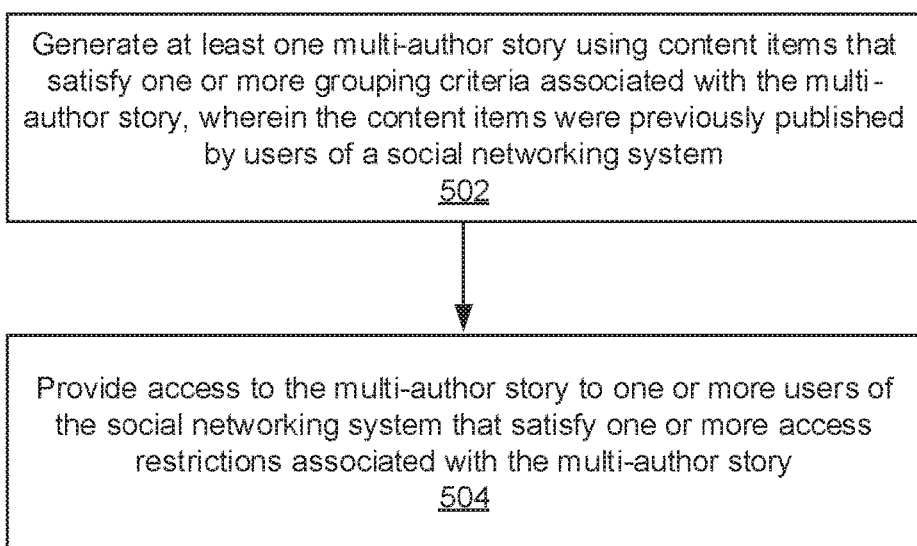 Generate at least one multi-author story using content items that
satisfy one or more grouping criteria associated with the multi-
author story, wherein the content items were previously published
by users of a social networking system
502
Provide access to the multi-author story to one or more users of
the social networking system that satisfy one or more access
restrictions associated with the multi-author story
504